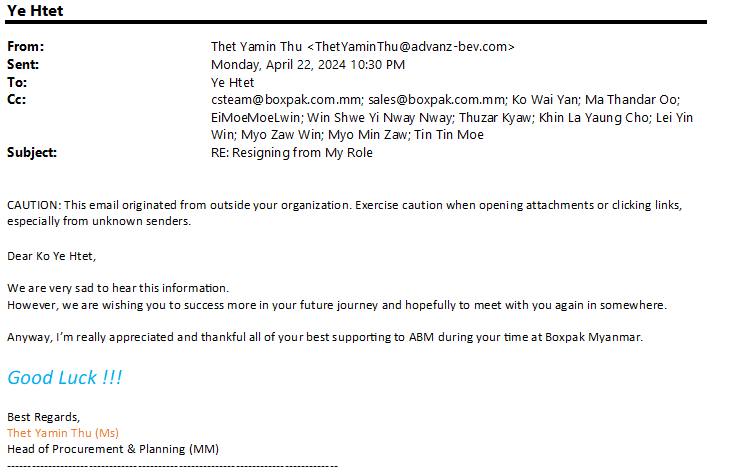 Ye Htet
From: Thet Yamin Thu <ThetYaminThu@advanz-bev.com>
Sent: Monday, April 22, 2024 10:30 PM
To: Ye Htet
Cc: csteam@boxpak.com.mm; sales@boxpak.com.mm; Ko Wai Yan; Ma Thandar Oo;
EiMoeMoeLwin; Win Shwe Yi Nway Nway; Thuzar Kyaw; Khin La Yaung Cho; Lei Yin
Win; Myo Zaw Win; Myo Min Zaw; Tin Tin Moe
Subject: RE: Resigning from My Role
CAUTION: This email originated from outside your organization. Exercise caution when opening attachments or clicking links,
especially from unknown senders.
Dear Ko Ye Htet,
We are very sad to hear this information.
However, we are wishing you to success more in your future journey and hopefully to meet with you again in somewhere.
Anyway, I'm really appreciated and thankful all of your best supporting to ABM during your time at Boxpak Myanmar.
Good Luck !!!
Best Regards,
Thet Yamin Thu (Ms)
Head of Procurement & Planning (MM)
--------------------------------------------------------------------------------